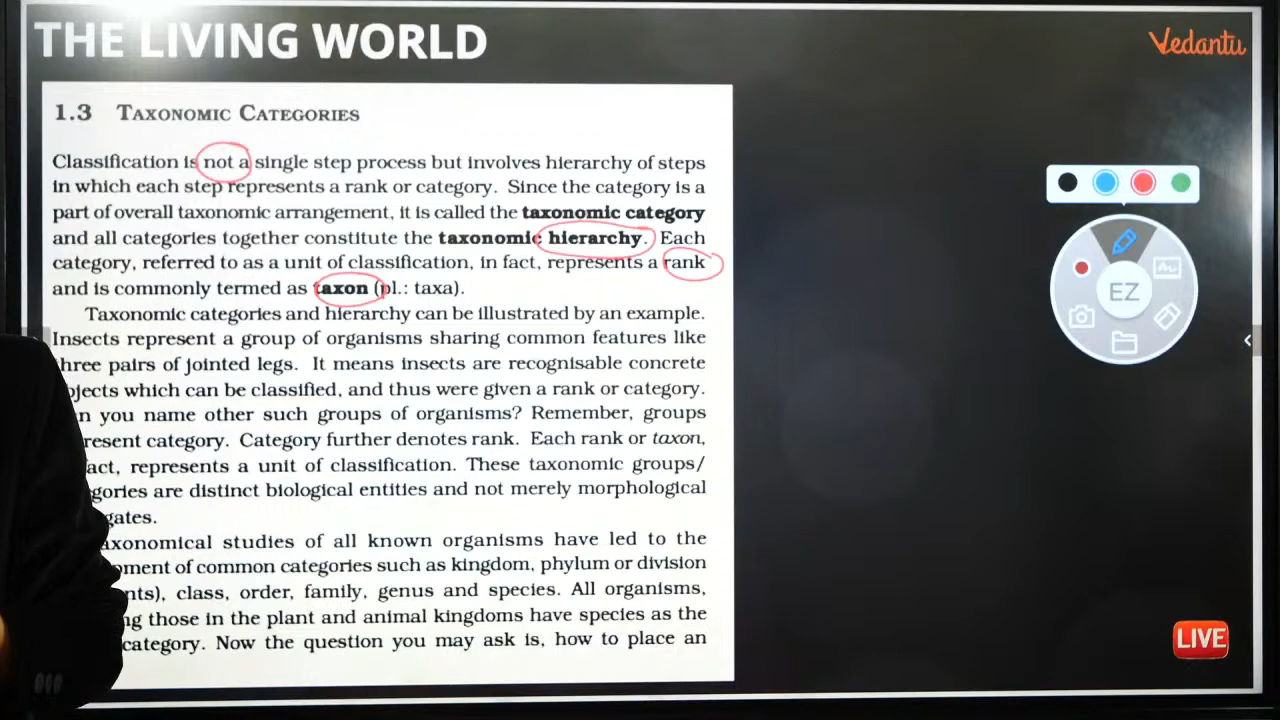 THE LIVING WORLD
Vedantu
1.3 TAXONOMIC CATEGORIES
Classification is not a single step process but involves hierarchy of steps
in which each step represents a rank or category. Since the category is a
part of overall taxonomic arrangement, it is called the taxonomic category
and all categories together constitute the taxonomic hierarchy. Each
category, referred to as a unit of classification, in fact, represents a rank
and is commonly termed as taxon (pl.: taxa).
Taxonomic categories and hierarchy can be illustrated by an example.
Insects represent a group of organisms sharing common features like
three pairs of jointed legs. It means insects are recognisable concrete
objects which can be classified, and thus were given a rank or category.
you name other such groups of organisms? Remember, groups
category. Category further denotes rank. Each rank or taxon,
represents a unit of classification. These taxonomic groups/
are distinct biological entities and not merely morphological
Taxonomical studies of all known organisms have led to the
of common categories such as kingdom, phylum or division
class, order, family, genus and species. All organisms,
those in the plant and animal kingdoms have species as the
category. Now the question you may ask is, how to place an
EZ
LIVE